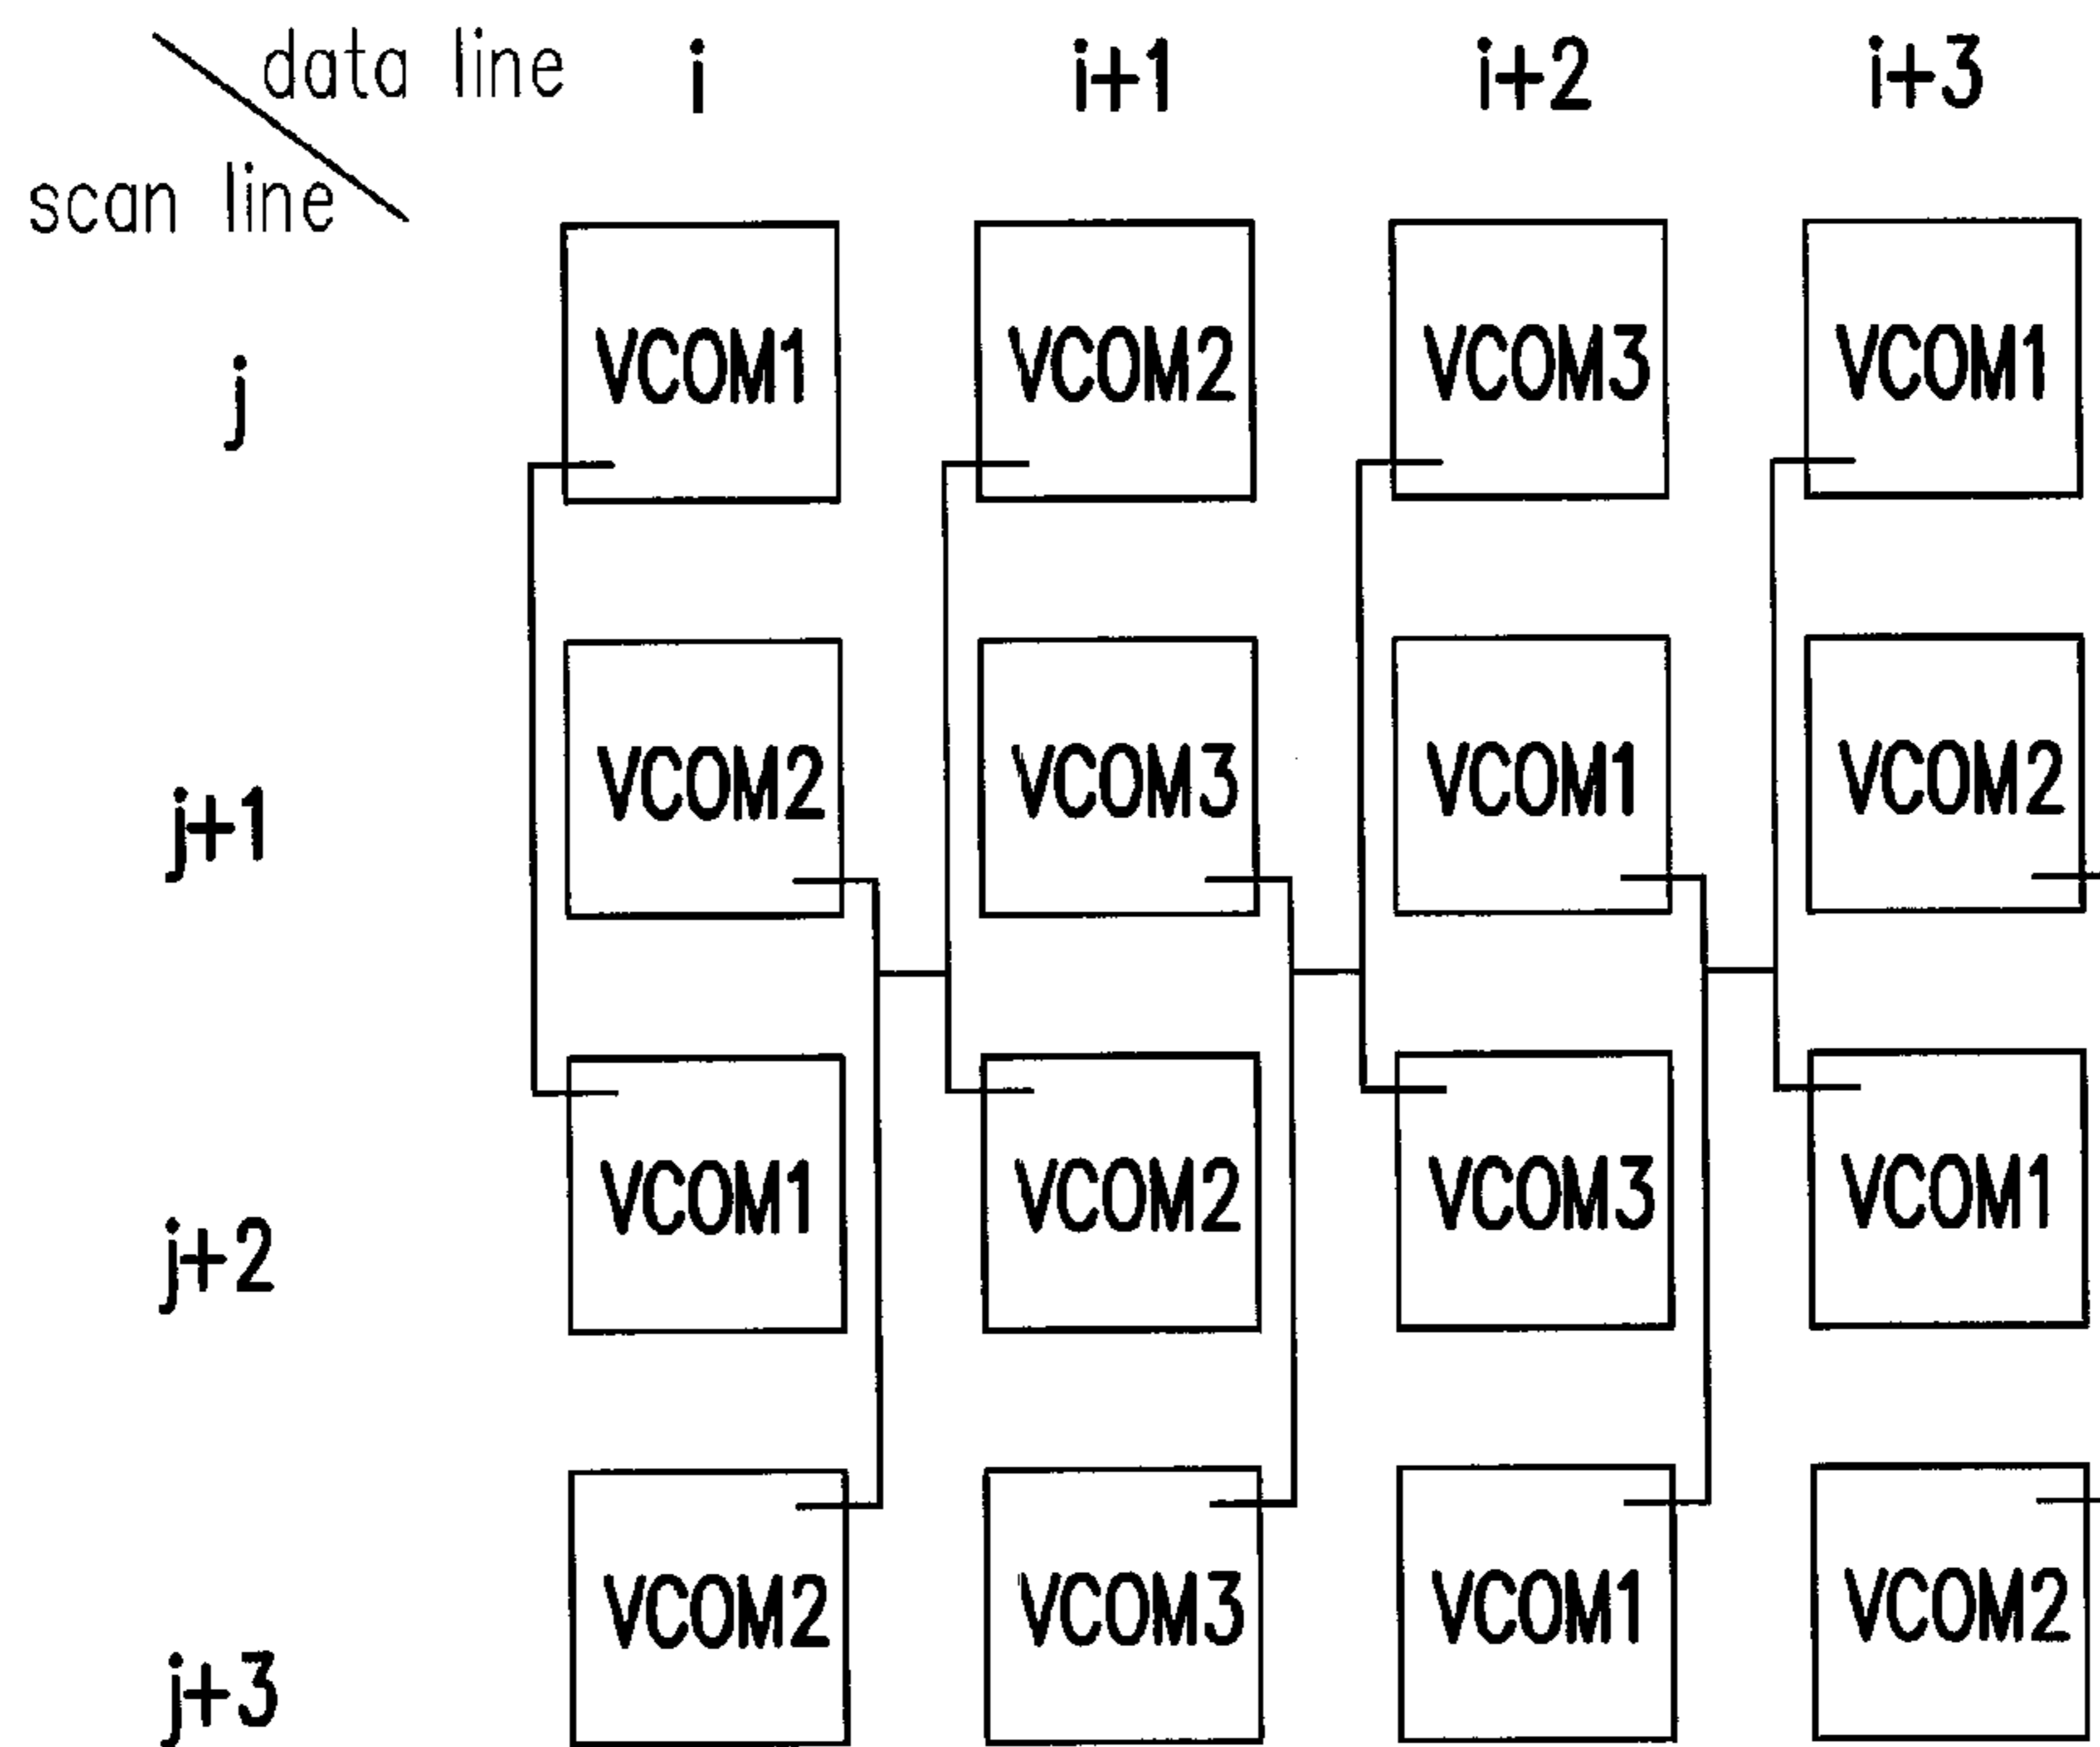 data line i i+1 i+2 i+3
scan line
j VCOM1 VCOM2 VCOM3 VCOM1
j+1 VCOM2 VCOM3 VCOM1 VCOM2
j+2 VCOM1 VCOM2 VCOM3 VCOM1
j+3 VCOM2 VCOM3 VCOM1 VCOM2